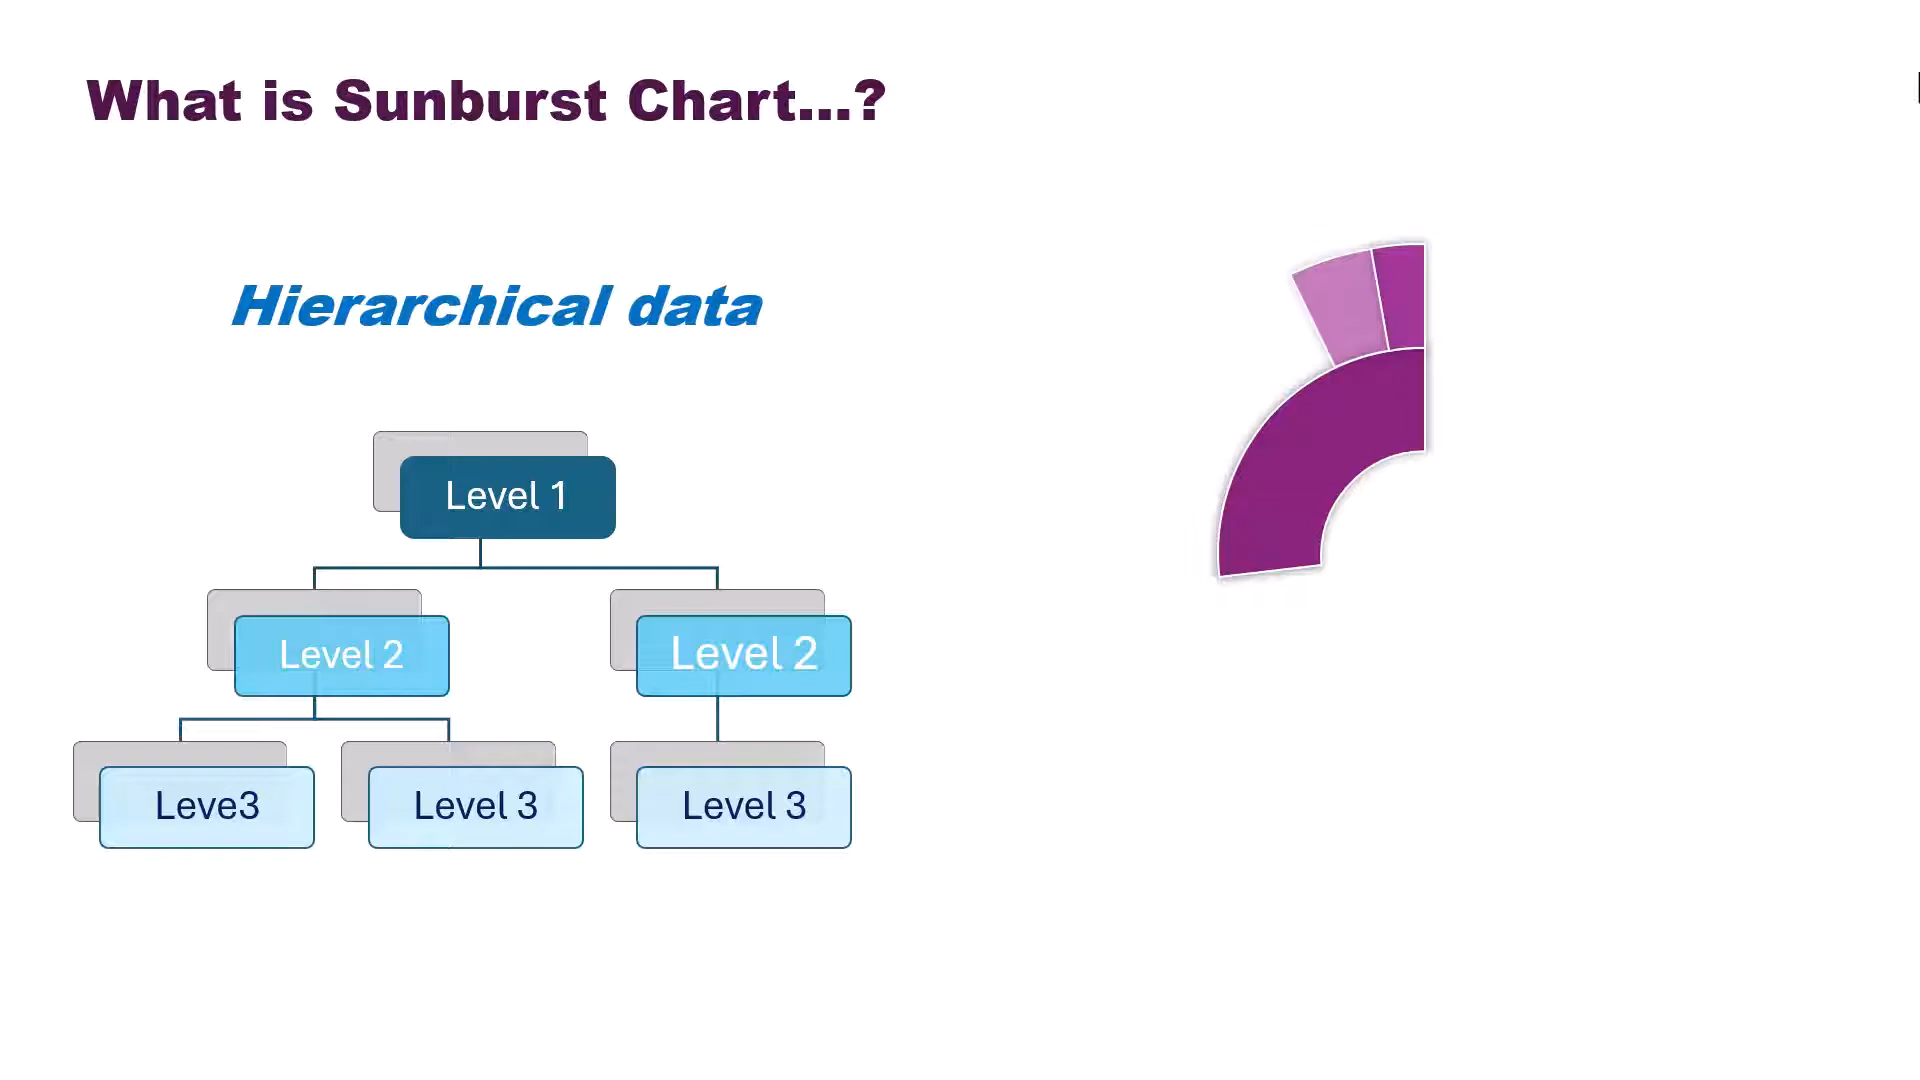 What is Sunburst Chart...?
Hierarchical data
Level 1
Level 2
Level 2
Leve3
Level 3
Level 3